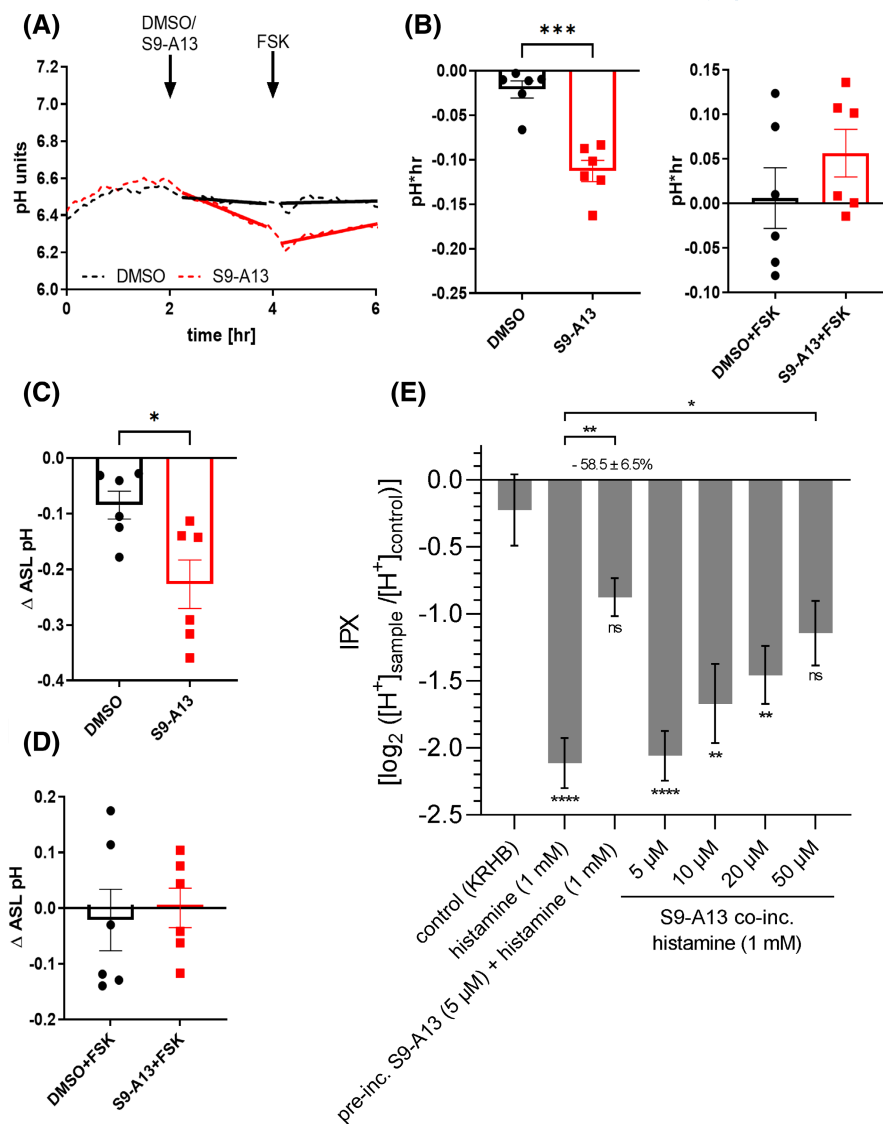 (A)
DMSO/
S9-A13
FSK
7.2
7.0
6.8
6.6
6.4
6.2
6.0
pH units
DMSO
S9-A13
0
2
4
6
time [hr]
(B)
***
0.00
-0.05
-0.10
-0.15
-0.20
-0.25
pH*hr
DMSO
S9-A13
0.15
0.10
0.05
0.00
-0.05
-0.10
pH*hr
DMSO+FSK
S9-A13+FSK
(C)
*
0.0
-0.1
-0.2
-0.3
-0.4
Δ ASL pH
DMSO
S9-A13
(D)
0.2
0.1
0.0
-0.1
-0.2
Δ ASL pH
DMSO+FSK
S9-A13+FSK
(E)
*
**
- 58.5 ± 6.5%
0.0
-0.5
-1.0
-1.5
-2.0
-2.5
IPX
[log2 ([H+]sample /[H+]control)]
****
ns
****
**
**
ns
control (KRHB)
histamine (1 mM)
pre-inc. S9-A13 (5 µM) + histamine (1 mM)
5 µM
10 µM
20 µM
50 µM
S9-A13 co-inc.
histamine (1 mM)